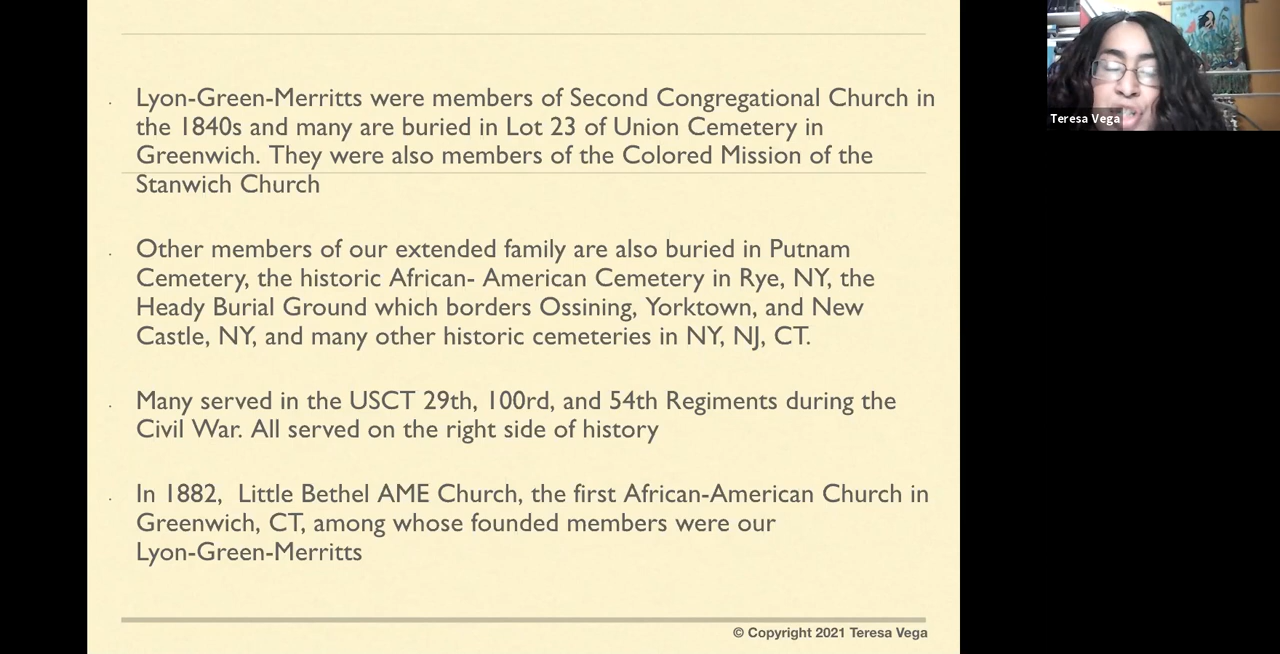 Lyon-Green-Merritts were members of Second Congregational Church in
the 1840s and many are buried in Lot 23 of Union Cemetery in
Greenwich. They were also members of the Colored Mission of the
Stanwich Church
Other members of our extended family are also buried in Putnam
Cemetery, the historic African- American Cemetery in Rye, NY, the
Heady Burial Ground which borders Ossining, Yorktown, and New
Castle, NY, and many other historic cemeteries in NY, NJ, CT.
Many served in the USCT 29th, 100rd, and 54th Regiments during the
Civil War. All served on the right side of history
In 1882,  Little Bethel AME Church, the first African-American Church in
Greenwich, CT, among whose founded members were our
Lyon-Green-Merritts
© Copyright 2021 Teresa Vega
Teresa Vega